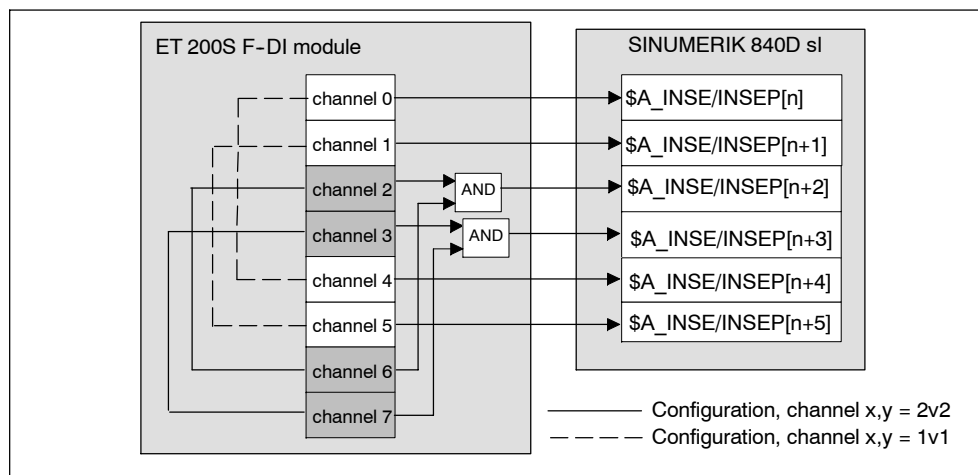 ET 200S F-DI module
SINUMERIK 840D sl
channel 0
channel 1
channel 2
channel 3
channel 4
channel 5
channel 6
channel 7
AND
AND
$A_INSE/INSEP[n]
$A_INSE/INSEP[n+1]
$A_INSE/INSEP[n+2]
$A_INSE/INSEP[n+3]
$A_INSE/INSEP[n+4]
$A_INSE/INSEP[n+5]
Configuration, channel x,y = 2v2
Configuration, channel x,y = 1v1